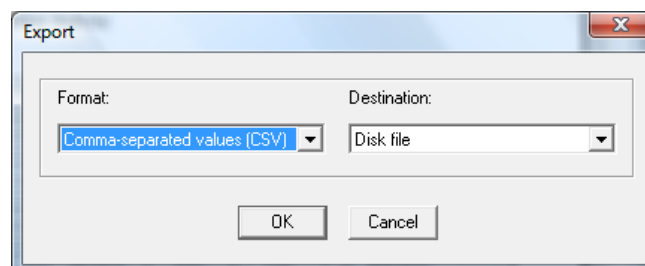 Export
Format: Destination:
Comma-separated values (CSV) Disk file
OK Cancel